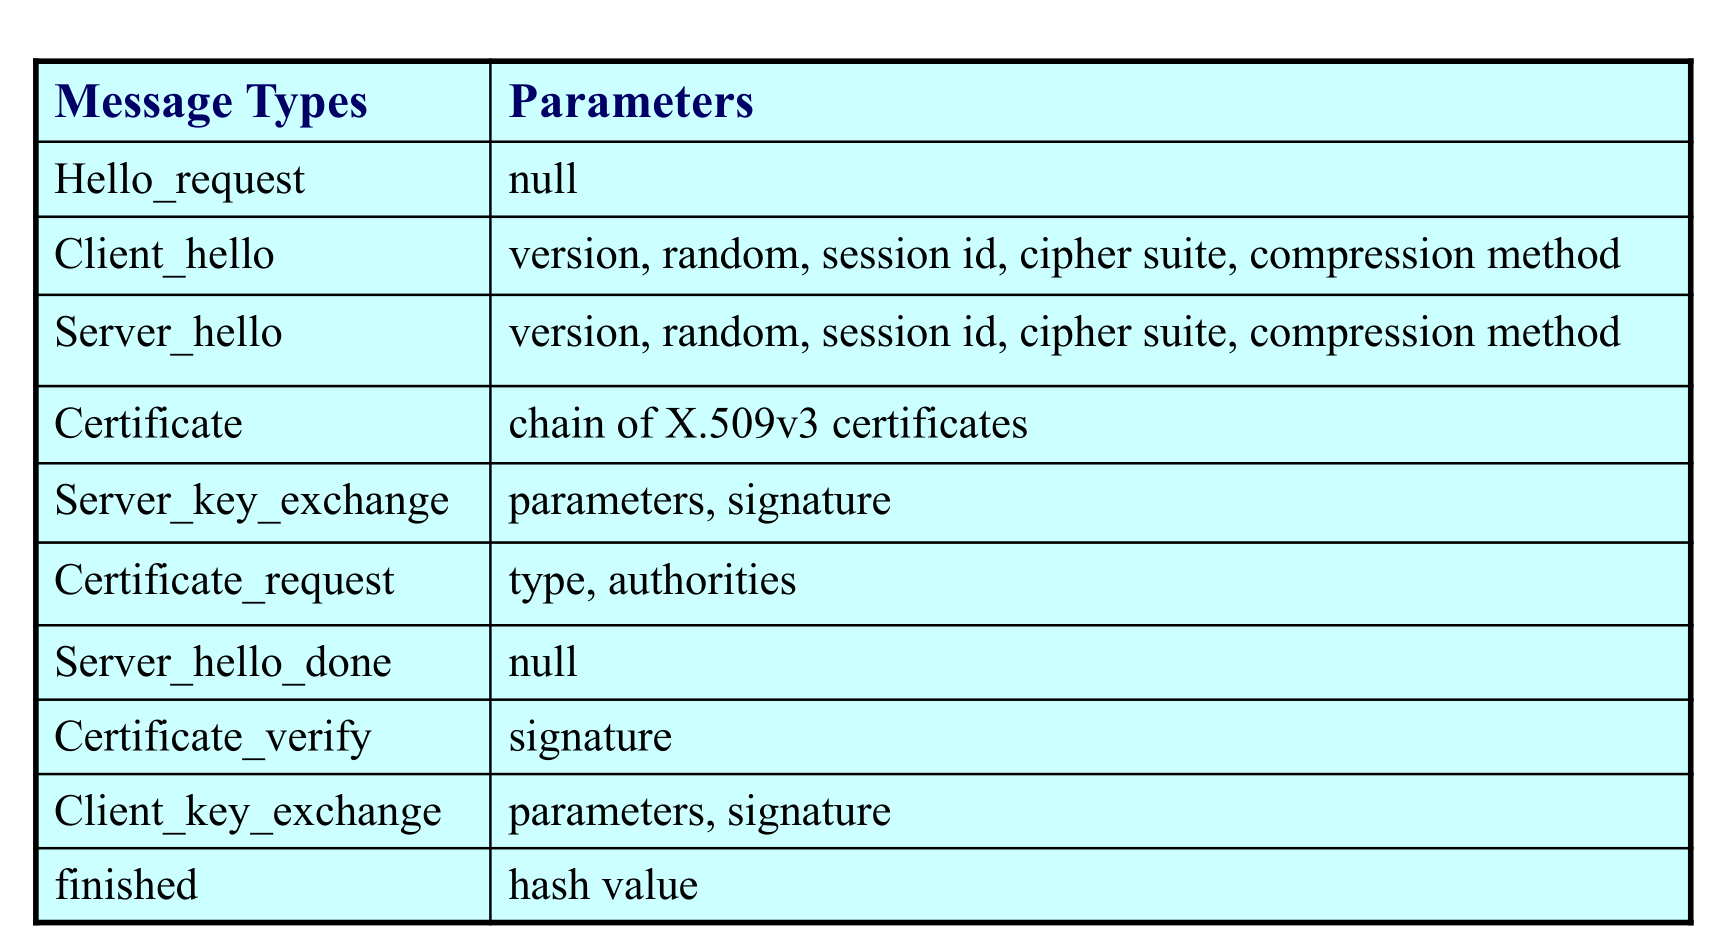 Message Types Parameters
Hello_request null
Client_hello version, random, session id, cipher suite, compression method
Server_hello version, random, session id, cipher suite, compression method
Certificate chain of X.509v3 certificates
Server_key_exchange parameters, signature
Certificate_request type, authorities
Server_hello_done null
Certificate_verify signature
Client_key_exchange parameters, signature
finished hash value